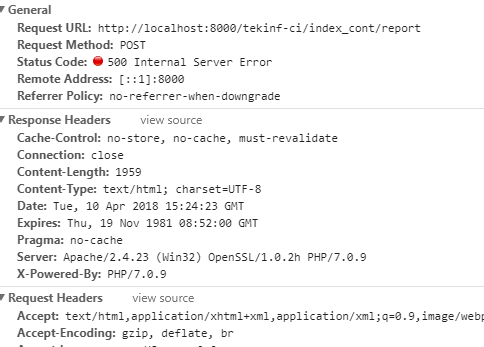 ▼ General
Request URL: http://localhost:8000/tekinf-ci/index_cont/report
Request Method: POST
Status Code: 500 Internal Server Error
Remote Address: [::1]:8000
Referrer Policy: no-referrer-when-downgrade
▼ Response Headers view source
Cache-Control: no-store, no-cache, must-revalidate
Connection: close
Content-Length: 1959
Content-Type: text/html; charset=UTF-8
Date: Tue, 10 Apr 2018 15:24:23 GMT
Expires: Thu, 19 Nov 1981 08:52:00 GMT
Pragma: no-cache
Server: Apache/2.4.23 (Win32) OpenSSL/1.0.2h PHP/7.0.9
X-Powered-By: PHP/7.0.9
▼ Request Headers view source
Accept: text/html,application/xhtml+xml,application/xml;q=0.9,image/webp
Accept-Encoding: gzip, deflate, br